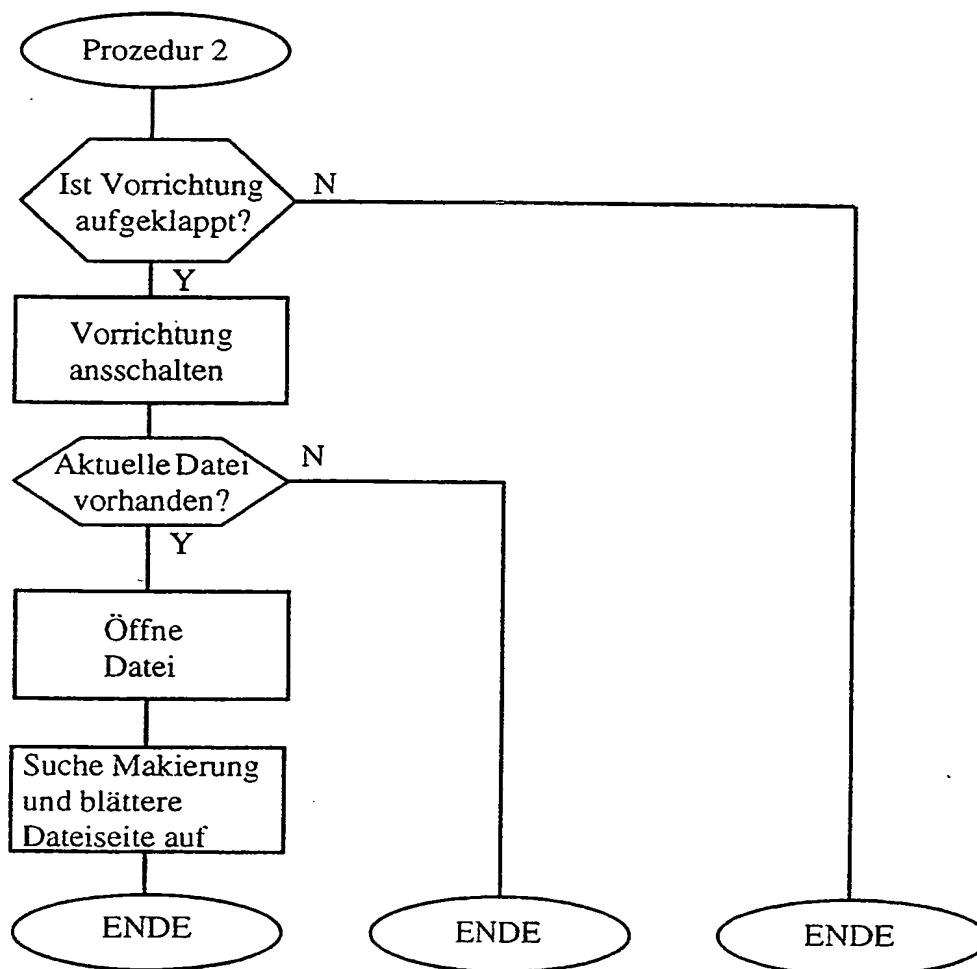 Prozedur 2
Ist Vorrichtung
aufgeklappt?
N
Y
Vorrichtung
ansschalten
Aktuelle Datei
vorhanden?
N
Y
Öffne
Datei
Suche Makierung
und blättere
Dateiseite auf
ENDE
ENDE
ENDE